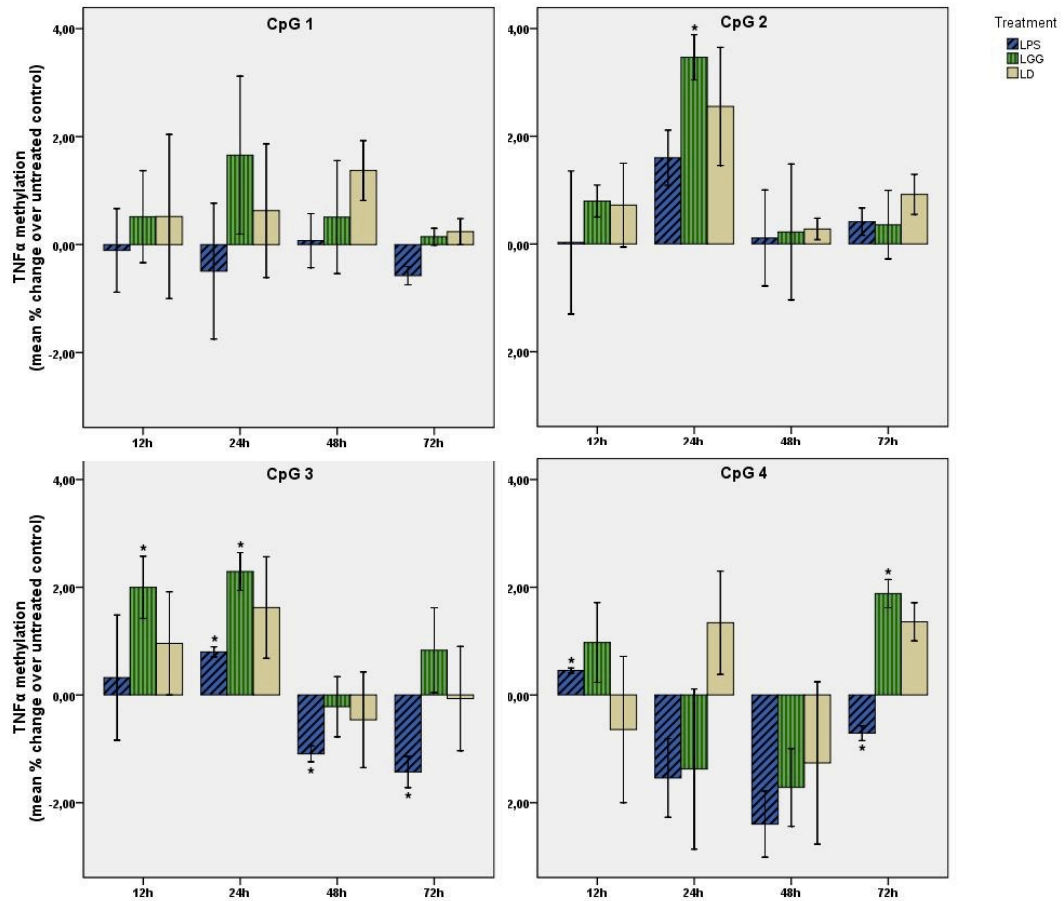 CpG 1
CpG 2
Treatment
LPS
LGG
LD
TNFα methylation
(mean % change over untreated control)
4,00
2,00
0,00
-2,00
12h 24h 48h 72h
4,00
2,00
0,00
-2,00
12h 24h 48h 72h
*
CpG 3
CpG 4
TNFα methylation
(mean % change over untreated control)
4,00
2,00
0,00
-2,00
12h 24h 48h 72h
* * * * *
4,00
2,00
0,00
-2,00
12h 24h 48h 72h
* * *